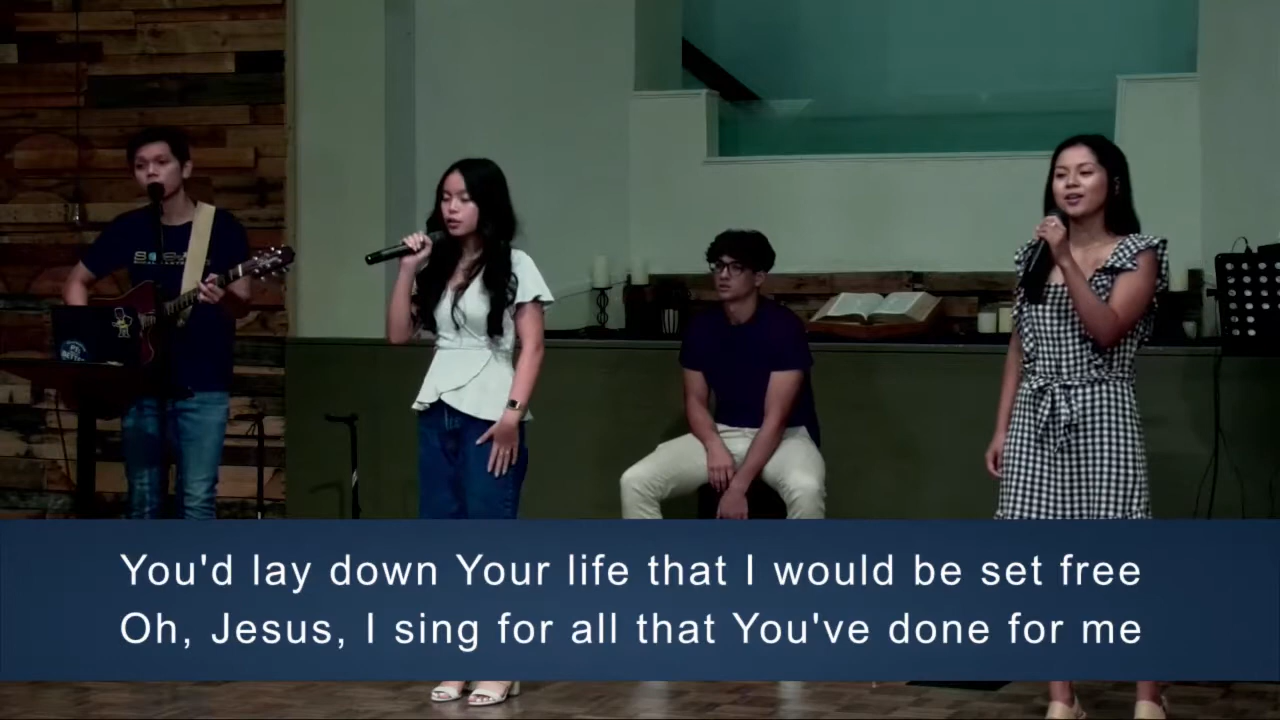 You'd lay down Your life that I would be set free
Oh, Jesus, I sing for all that You've done for me